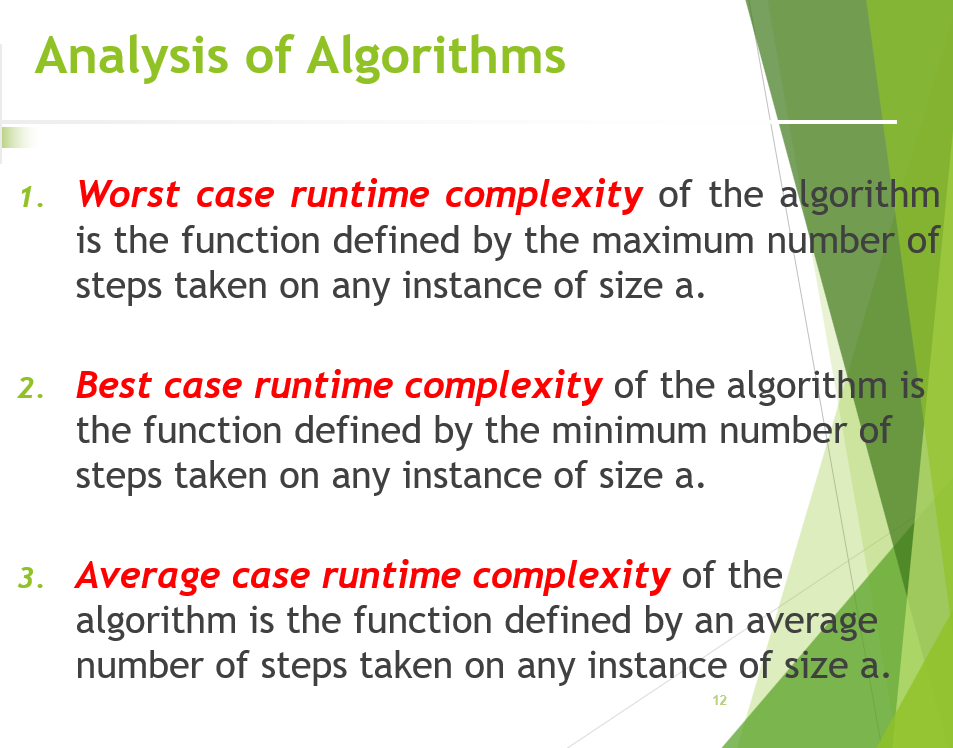 Analysis of Algorithms
1. Worst case runtime complexity of the algorithm
is the function defined by the maximum number of
steps taken on any instance of size a.
2. Best case runtime complexity of the algorithm is
the function defined by the minimum number of
steps taken on any instance of size a.
3. Average case runtime complexity of the
algorithm is the function defined by an average
number of steps taken on any instance of size a.
12